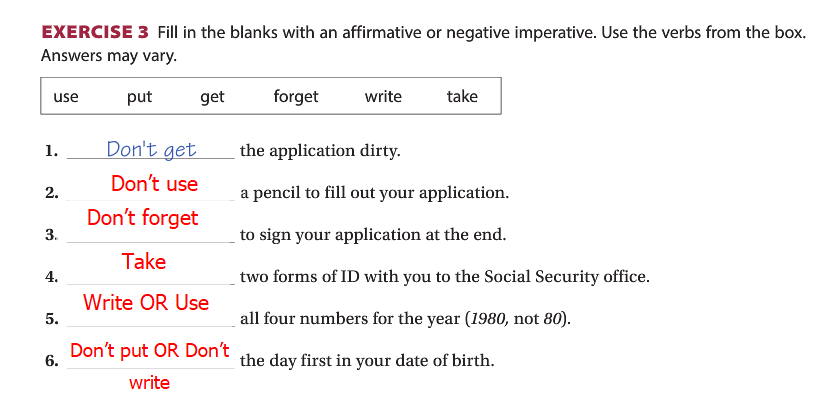 EXERCISE 3 Fill in the blanks with an affirmative or negative imperative. Use the verbs from the box.
Answers may vary.
use put get forget write take
1. Don't get the application dirty.
2. Don't use a pencil to fill out your application.
3. Don't forget to sign your application at the end.
4. Take two forms of ID with you to the Social Security office.
5. Write OR Use all four numbers for the year (1980, not 80).
6. Don't put OR Don't the day first in your date of birth.
write